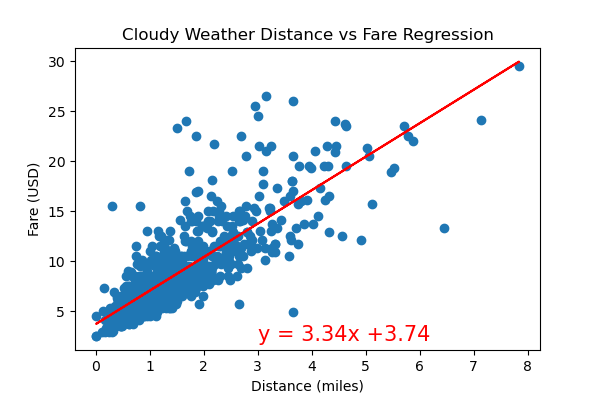 Cloudy Weather Distance vs Fare Regression
30
25
20
15
10
5
Fare (USD)
y = 3.34x +3.74
0 1 2 3 4 5 6 7 8
Distance (miles)